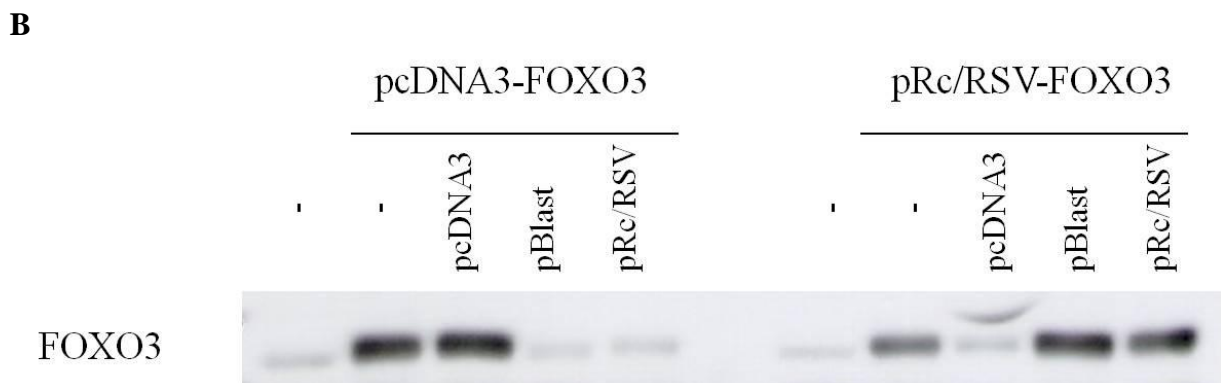 B
pcDNA3-FOXO3 pRc/RSV-FOXO3
- - pcDNA3 pBlast pRc/RSV - - pcDNA3 pBlast pRc/RSV
FOXO3